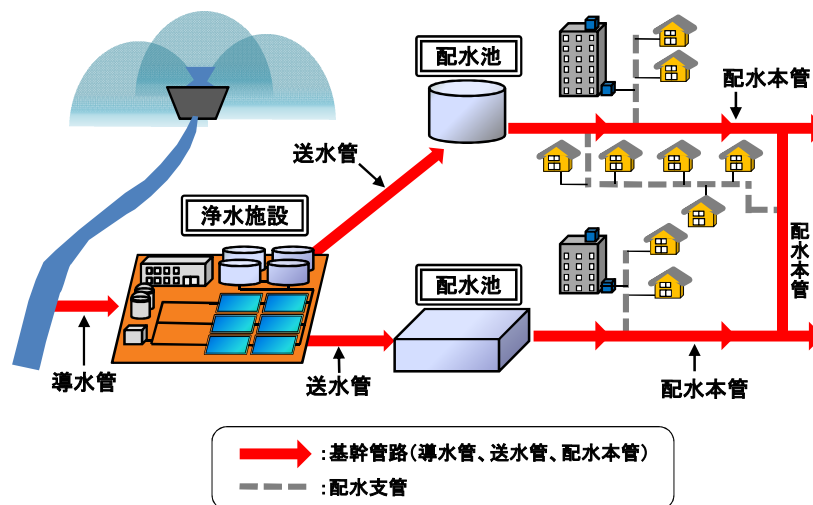 配水池
配水本管
送水管
浄水施設
配水本管
配水池
導水管
送水管
配水本管
:基幹管路(導水管、送水管、配水本管)
:配水支管